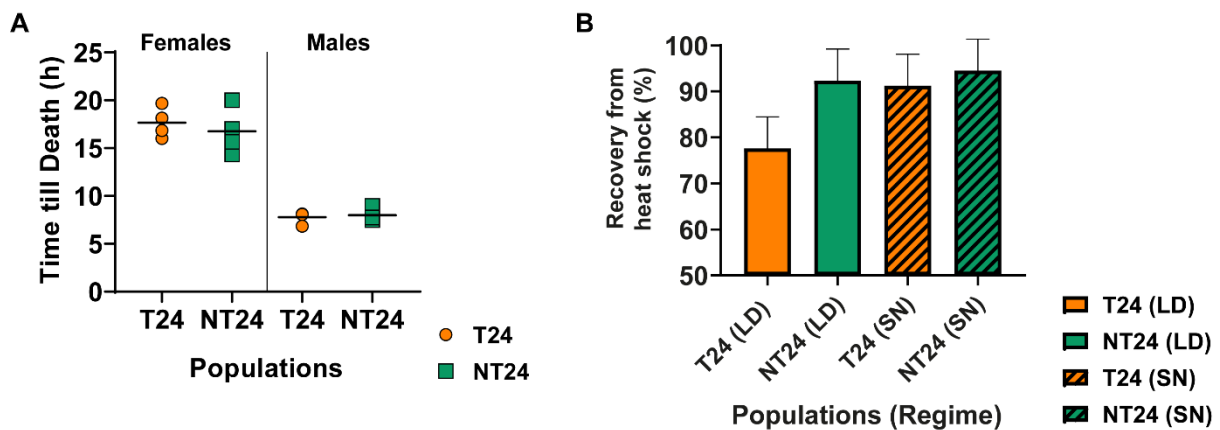 A
Females
Males
Time till Death (h)
25
20
15
10
5
0
T24
NT24
T24
NT24
Populations
T24
NT24
B
Recovery from
heat shock (%)
100
90
80
70
60
50
T24 (LD)
NT24 (LD)
T24 (SN)
NT24 (SN)
Populations (Regime)
T24 (LD)
NT24 (LD)
T24 (SN)
NT24 (SN)